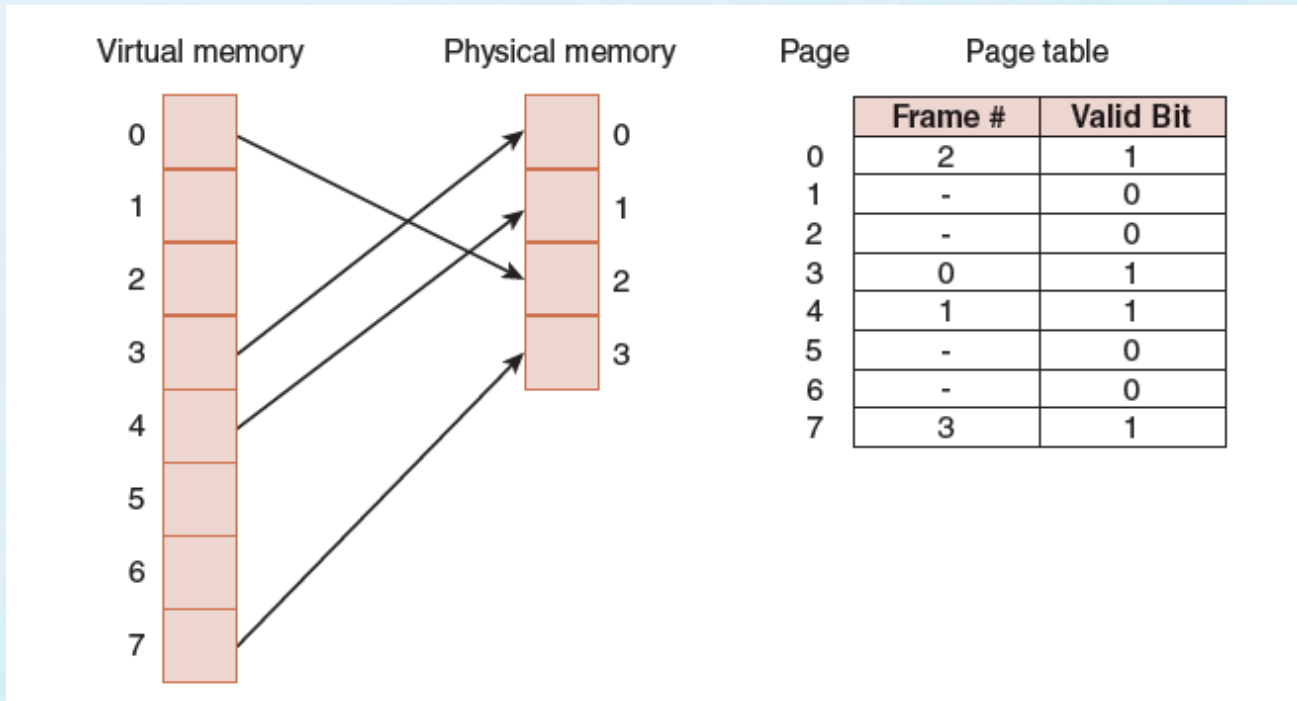 Virtual memory
Physical memory
Page
Page table
0
1
2
3
4
5
6
7
0
1
2
3
Frame # Valid Bit
0 2 1
1 - 0
2 - 0
3 0 1
4 1 1
5 - 0
6 - 0
7 3 1